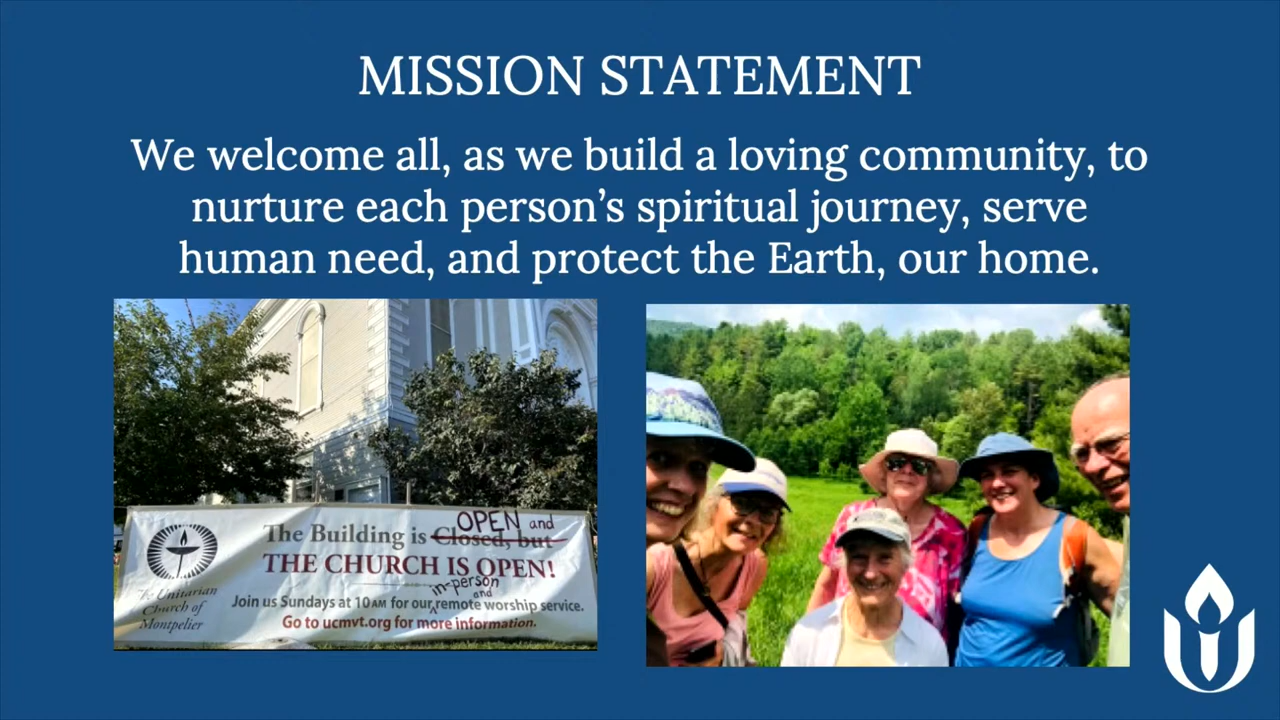 MISSION STATEMENT
We welcome all, as we build a loving community, to
nurture each person’s spiritual journey, serve
human need, and protect the Earth, our home.
OPEN and
The Building is Closed, but
THE CHURCH IS OPEN!
in-person
and
Join us Sundays at 10AM for our remote worship service.
Go to ucmvt.org for more information.
The Unitarian
Church of
Montpelier